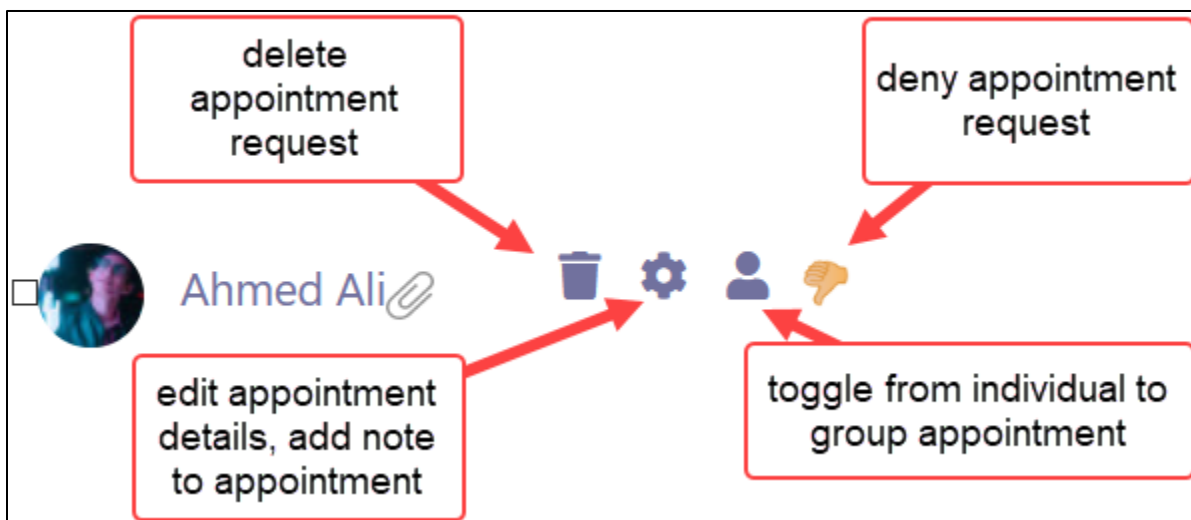 delete
appointment
request
deny appointment
request
Ahmed Ali
edit appointment
details, add note
to appointment
toggle from individual to
group appointment